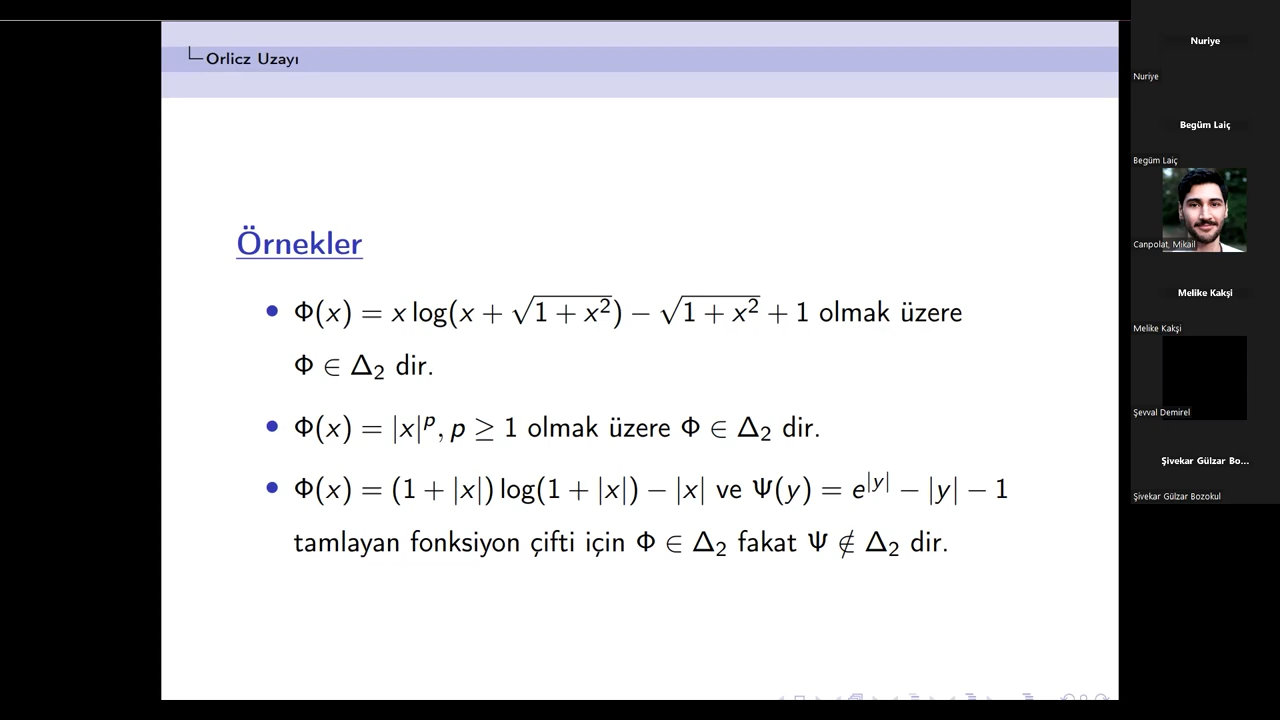 Orlicz Uzayı
Örnekler
• Φ(x) = x log(x + √(1 + x²)) − √(1 + x²) + 1 olmak üzere
Φ ∈ Δ₂ dir.
• Φ(x) = |x|ᵖ, p ≥ 1 olmak üzere Φ ∈ Δ₂ dir.
• Φ(x) = (1 + |x|) log(1 + |x|) − |x| ve Ψ(y) = e^|y| − |y| − 1
tamlayan fonksiyon çifti için Φ ∈ Δ₂ fakat Ψ ∉ Δ₂ dir.
Nuriye
Nuriye
Begüm Laiç
Begüm Laiç
Canpolat, Mikail
Melike Kakşi
Melike Kakşi
Şevval Demirel
Şivekar Gülzar Bo...
Şivekar Gülzar Bozokul